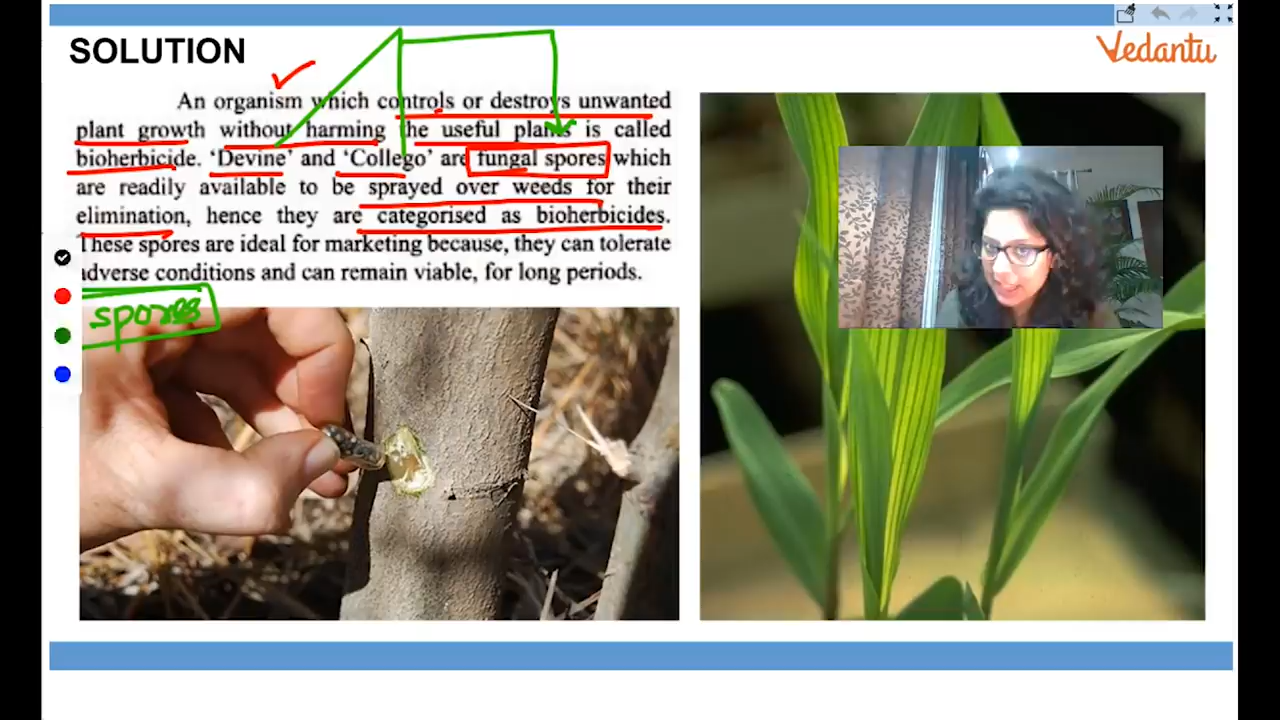 SOLUTION
Vedantu
An organism which controls or destroys unwanted
plant growth without harming the useful plants is called
bioherbicide. ‘Devine’ and ‘Collego’ are fungal spores which
are readily available to be sprayed over weeds for their
elimination, hence they are categorised as bioherbicides.
These spores are ideal for marketing because, they can tolerate
adverse conditions and can remain viable, for long periods.
spores